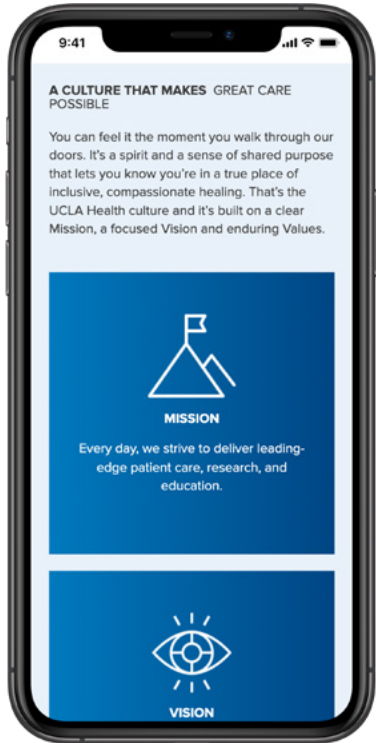 9:41
A CULTURE THAT MAKES GREAT CARE
POSSIBLE
You can feel it the moment you walk through our
doors. It's a spirit and a sense of shared purpose
that lets you know you're in a true place of
inclusive, compassionate healing. That's the
UCLA Health culture and it's built on a clear
Mission, a focused Vision and enduring Values.
MISSION
Every day, we strive to deliver leading-
edge patient care, research, and
education.
VISION